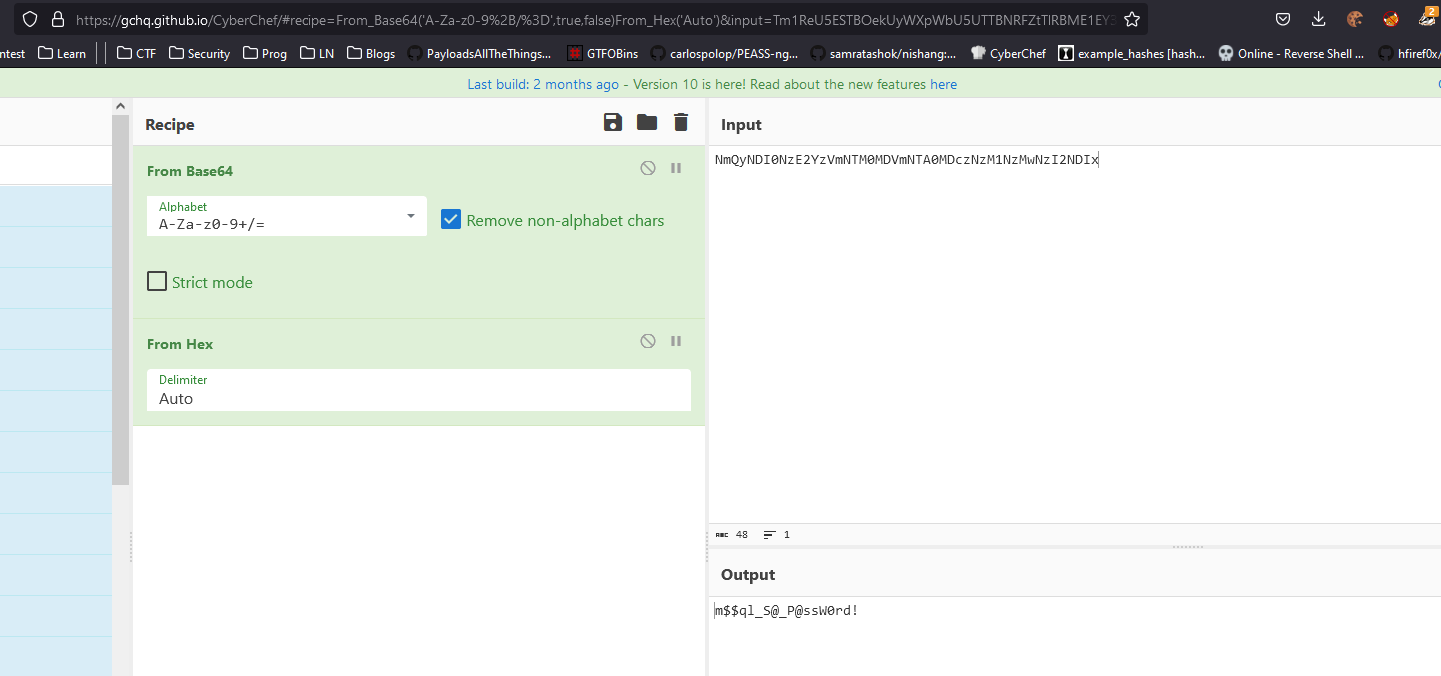 https://gchq.github.io/CyberChef/#recipe=From_Base64('A-Za-z0-9%2B/%3D',true,false)From_Hex('Auto')&input=Tm1ReU5ESTBOekUyWXpWbU5UTTBNRFZtTlRBME1EY3
2
ntest Learn CTF Security Prog LN Blogs PayloadsAllTheThings... GTFOBins carlospolop/PEASS-ng... samratashok/nishang:... CyberChef example_hashes [hash... Online - Reverse Shell ... hfiref0x/
Last build: 2 months ago - Version 10 is here! Read about the new features here
Recipe
Input
From Base64
NmQyNDI0NzE2YzVmNTM0MDVmNTA0MDczNzM1NzMwNzI2NDIx
Alphabet
A-Za-z0-9+/=
Remove non-alphabet chars
Strict mode
From Hex
Delimiter
Auto
ABC 48 1
Output
m$$ql_S@_P@ssW0rd!